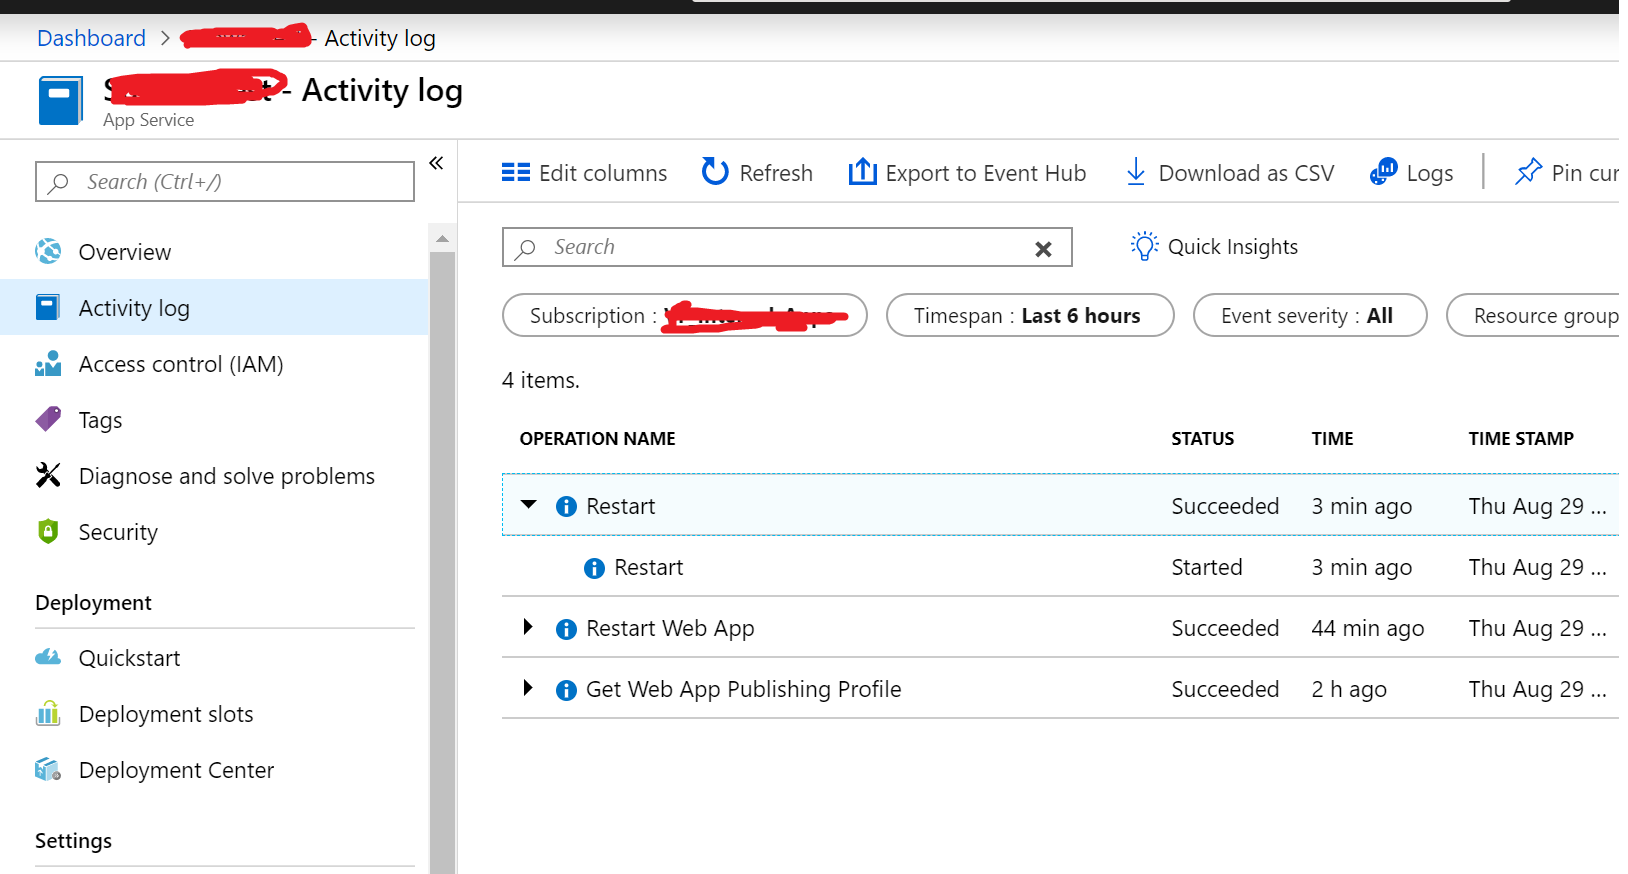 Dashboard > - Activity log
- Activity log
App Service
Search (Ctrl+/)
«
Overview
Activity log
Access control (IAM)
Tags
Diagnose and solve problems
Security
Deployment
Quickstart
Deployment slots
Deployment Center
Settings
Edit columns Refresh Export to Event Hub Download as CSV Logs Pin cur
Search Quick Insights
Subscription : Timespan : Last 6 hours Event severity : All Resource group
4 items.
OPERATION NAME STATUS TIME TIME STAMP
Restart Succeeded 3 min ago Thu Aug 29 ...
Restart Started 3 min ago Thu Aug 29 ...
Restart Web App Succeeded 44 min ago Thu Aug 29 ...
Get Web App Publishing Profile Succeeded 2 h ago Thu Aug 29 ...